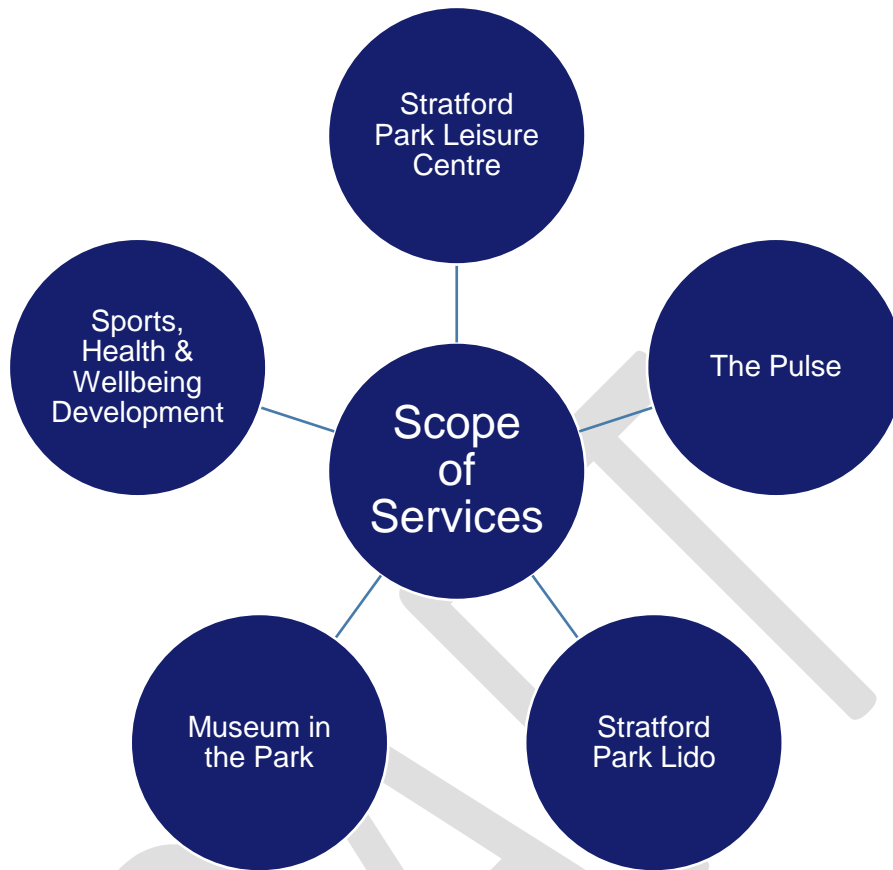 Stratford
Park Leisure
Centre
Sports,
Health &
Wellbeing
Development
The Pulse
Scope
of
Services
Museum in
the Park
Stratford
Park Lido